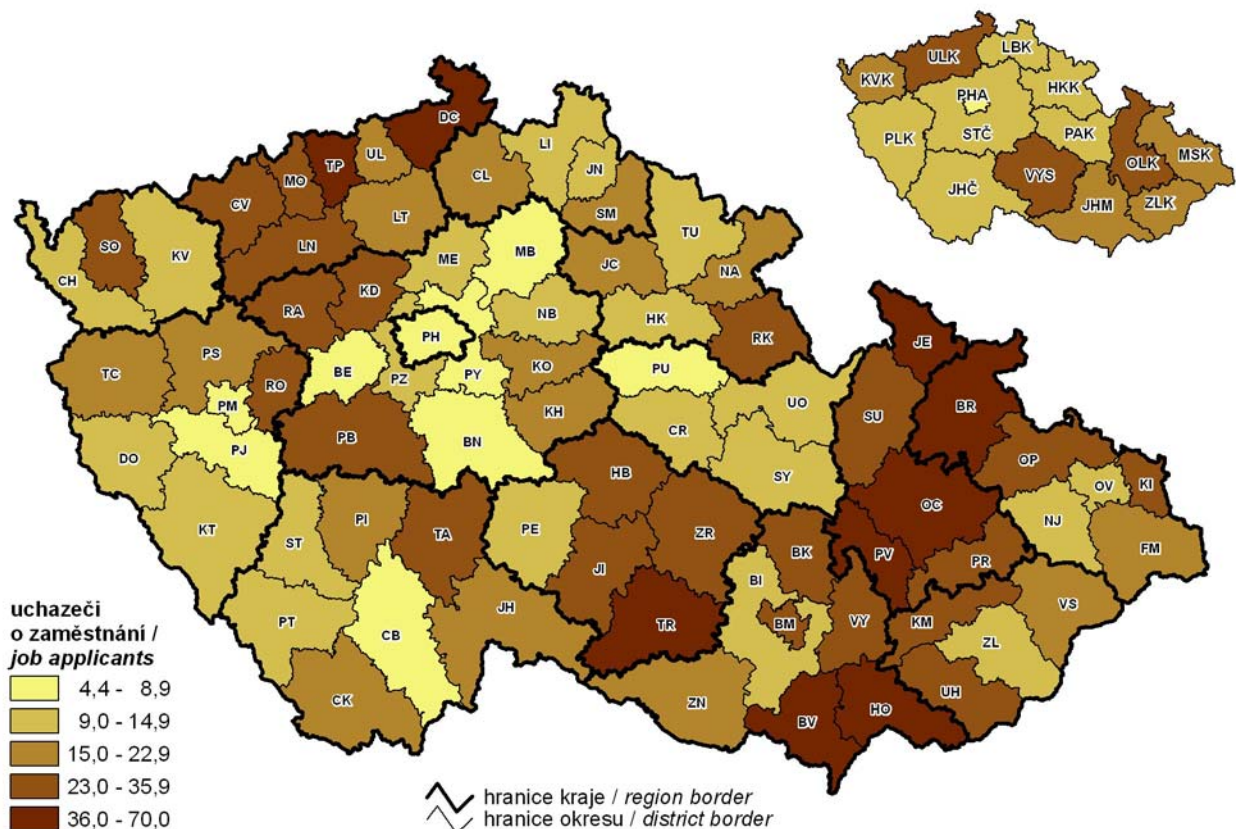 DC
LI
JN
TP
UL
MO
CL
CV
LT
SM
TU
LN
SO
KV
CH
ME
MB
JC
NA
RA
KD
NB
HK
RK
PH
TC
PS
RO
BE
PZ
PY
KO
PU
JE
PM
KH
UO
SU
BR
DO
PJ
PB
BN
CR
SY
OP
KI
OV
HB
OC
NJ
KT
ST
PI
TA
PE
ZR
FM
JI
BK
PV
PR
BI
VS
PT
CB
JH
TR
BM
VY
KM
ZL
CK
ZN
BV
HO
UH
KVK
ULK
LBK
PHA
HKK
PLK
STČ
PAK
MSK
VYS
OLK
JHČ
JHM
ZLK
uchazeči
o zaměstnání /
job applicants
4,4 - 8,9
9,0 - 14,9
15,0 - 22,9
23,0 - 35,9
36,0 - 70,0
hranice kraje / region border
hranice okresu / district border